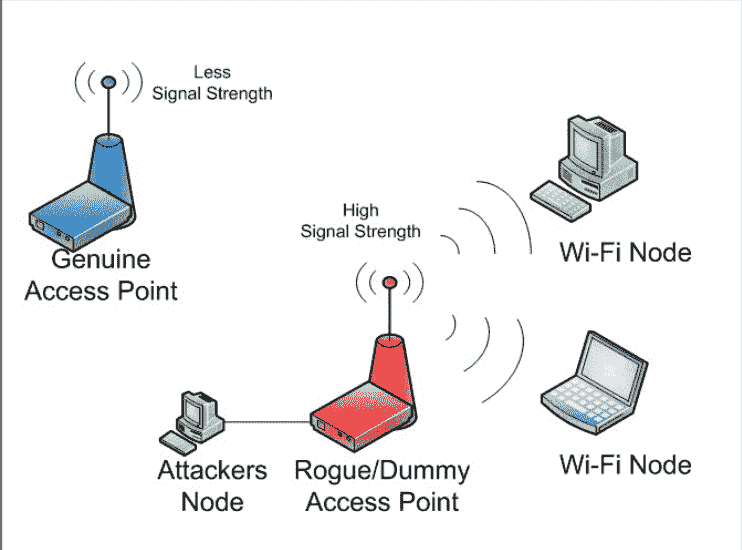 Less
Signal Strength
Genuine
Access Point
High
Signal Strength
Wi-Fi Node
Wi-Fi Node
Attackers
Node
Rogue/Dummy
Access Point